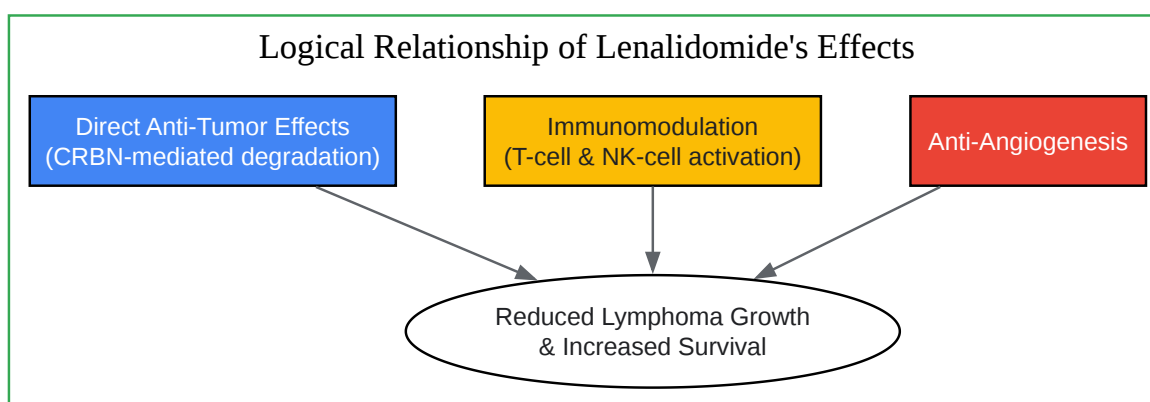 Logical Relationship of Lenalidomide's Effects
Direct Anti-Tumor Effects
(CRBN-mediated degradation)
Immunomodulation
(T-cell & NK-cell activation)
Anti-Angiogenesis
Reduced Lymphoma Growth
& Increased Survival